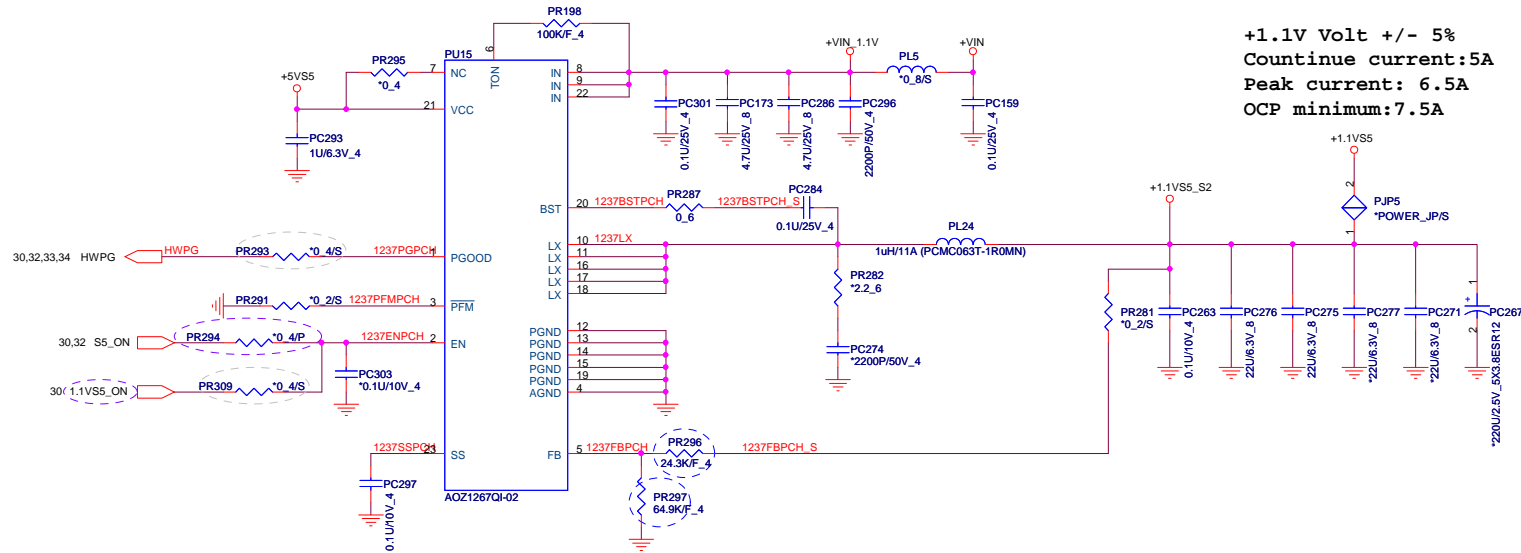 +1.1V Volt +/- 5%
Countinue current:5A
Peak current: 6.5A
OCP minimum:7.5A
PR198
100K/F_4
PU15
6
TON
+5VS5
PR295
*0_4
7
NC
21
VCC
PC293
1U/6.3V_4
IN
8
IN
9
IN
22
+VIN_1.1V
PL5
*0_8/S
+VIN
PC301
0.1U/25V_4
PC173
4.7U/25V_8
PC286
4.7U/25V_8
PC296
2200P/50V_4
PC159
0.1U/25V_4
+1.1VS5
2
PJP5
*POWER_JP/S
1
+1.1VS5_S2
BST
20
1237BSTPCH
PR287
0_6
1237BSTPCH_S
PC284
0.1U/25V_4
30,32,33,34 HWPG
HWPG
PR293
*0_4/S
1237PGPCH
1
PGOOD
LX
10
LX
11
LX
16
LX
17
LX
18
1237LX
PL24
1uH/11A (PCMC063T-1R0MN)
PR282
*2.2_6
PC274
*2200P/50V_4
PR291
*0_2/S
1237PFMPCH
3
PFM
30,32 S5_ON
PR294
*0_4/P
1237ENPCH
2
EN
PC303
*0.1U/10V_4
30 1.1VS5_ON
PR309
*0_4/S
PGND
12
PGND
13
PGND
14
PGND
15
PGND
19
AGND
4
PR281
*0_2/S
PC263
0.1U/10V_4
PC276
22U/6.3V_8
PC275
22U/6.3V_8
PC277
*22U/6.3V_8
PC271
*22U/6.3V_8
+
1
PC267
2
*220U/2.5V_5X3.8ESR12
1237SSPCH
23
SS
PC297
0.1U/10V_4
FB
5
1237FBPCH
PR296
24.3K/F_4
1237FBPCH_S
PR297
64.9K/F_4
AOZ1267QI-02